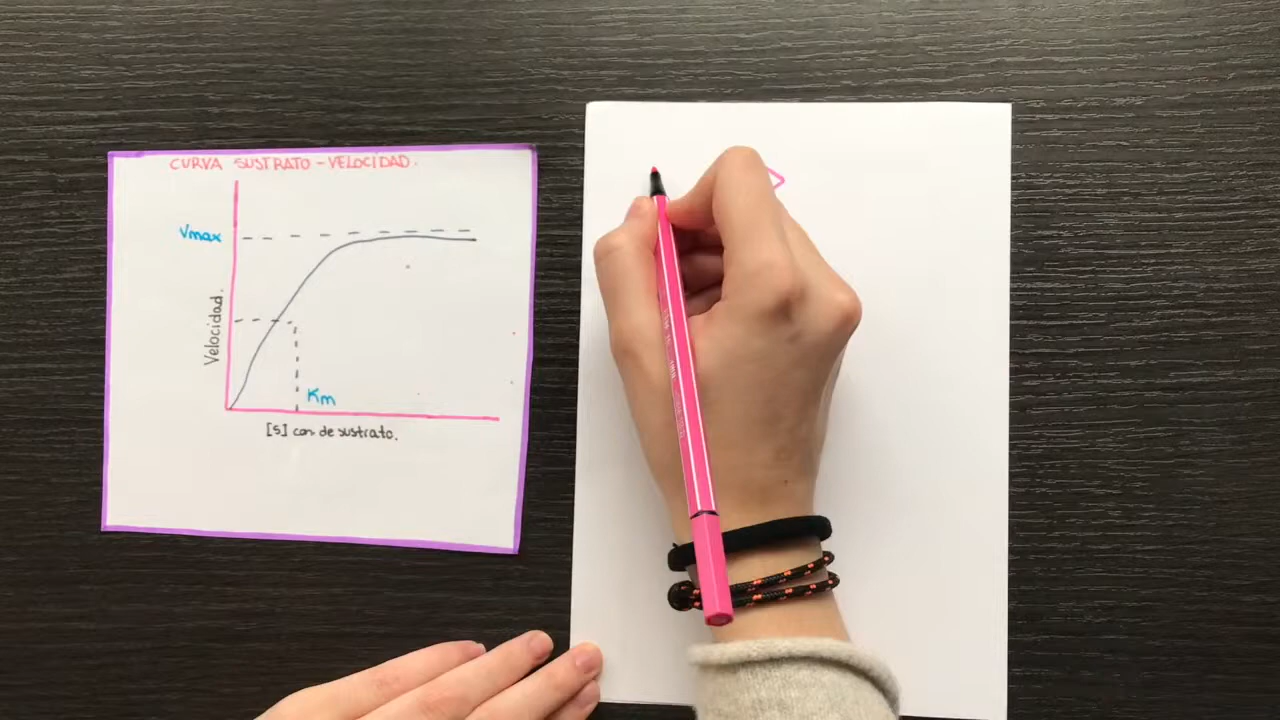 CURVA SUSTRATO - VELOCIDAD.
Vmax
Velocidad.
Km
[S] con. de sustrato.